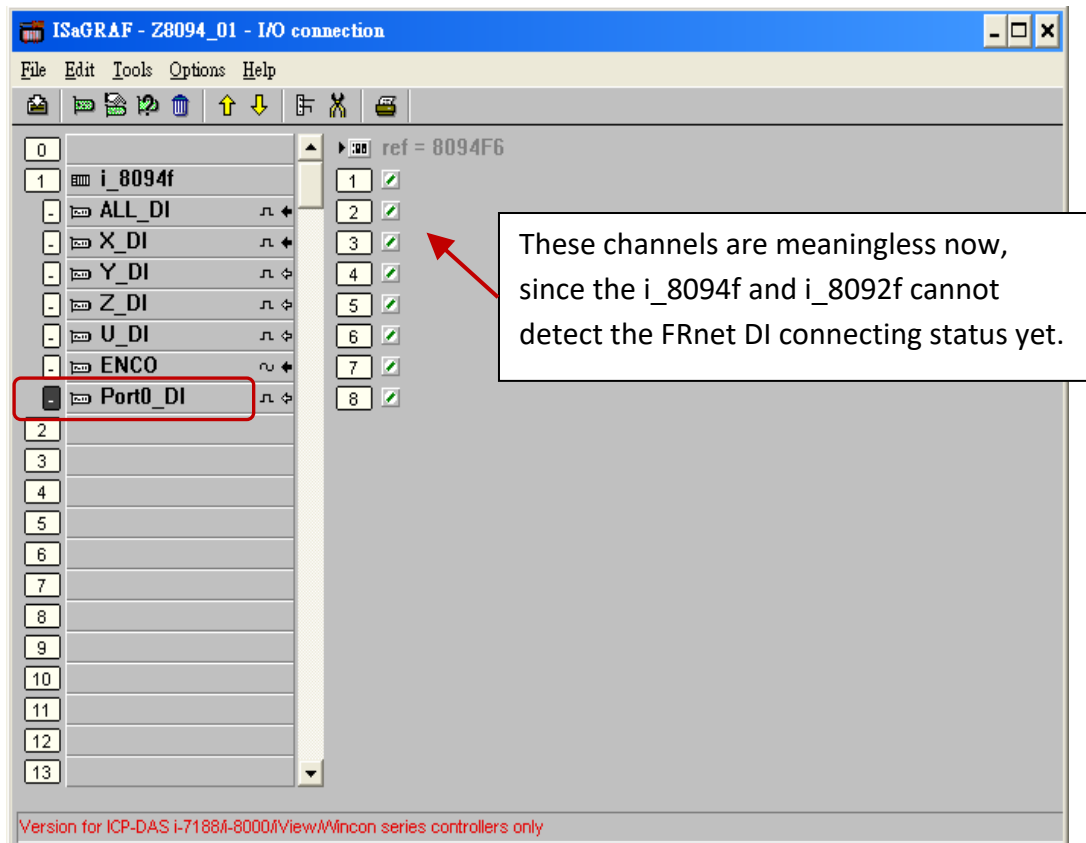 ISaGRAF - Z8094_01 - I/O connection
File Edit Tools Options Help
0
1 i_8094f
- ALL_DI
- X_DI
- Y_DI
- Z_DI
- U_DI
- ENCO
- Port0_DI
2
3
4
5
6
7
8
9
10
11
12
13
ref = 8094F6
1
2
3
4
5
6
7
8
These channels are meaningless now,
since the i_8094f and i_8092f cannot
detect the FRnet DI connecting status yet.
Version for ICP-DAS i-7188/i-8000/iView/Wincon series controllers only